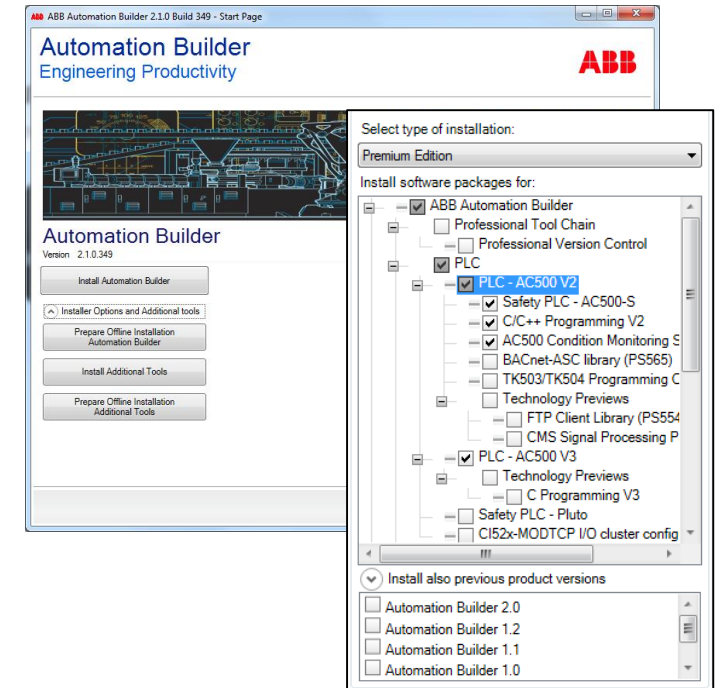 ABB ABB Automation Builder 2.1.0 Build 349 - Start Page
Automation Builder
Engineering Productivity
ABB
Automation Builder
Version 2.1.0.349
Install Automation Builder
Installer Options and Additional tools
Prepare Offline Installation
Automation Builder
Install Additional Tools
Prepare Offline Installation
Additional Tools
Select type of installation:
Premium Edition
Install software packages for:
ABB Automation Builder
Professional Tool Chain
Professional Version Control
PLC
PLC - AC500 V2
Safety PLC - AC500-S
C/C++ Programming V2
AC500 Condition Monitoring S
BACnet-ASC library (PS565)
TK503/TK504 Programming C
Technology Previews
FTP Client Library (PS554
CMS Signal Processing P
PLC - AC500 V3
Technology Previews
C Programming V3
Safety PLC - Pluto
CI52x-MODTCP I/O cluster config
Install also previous product versions
Automation Builder 2.0
Automation Builder 1.2
Automation Builder 1.1
Automation Builder 1.0